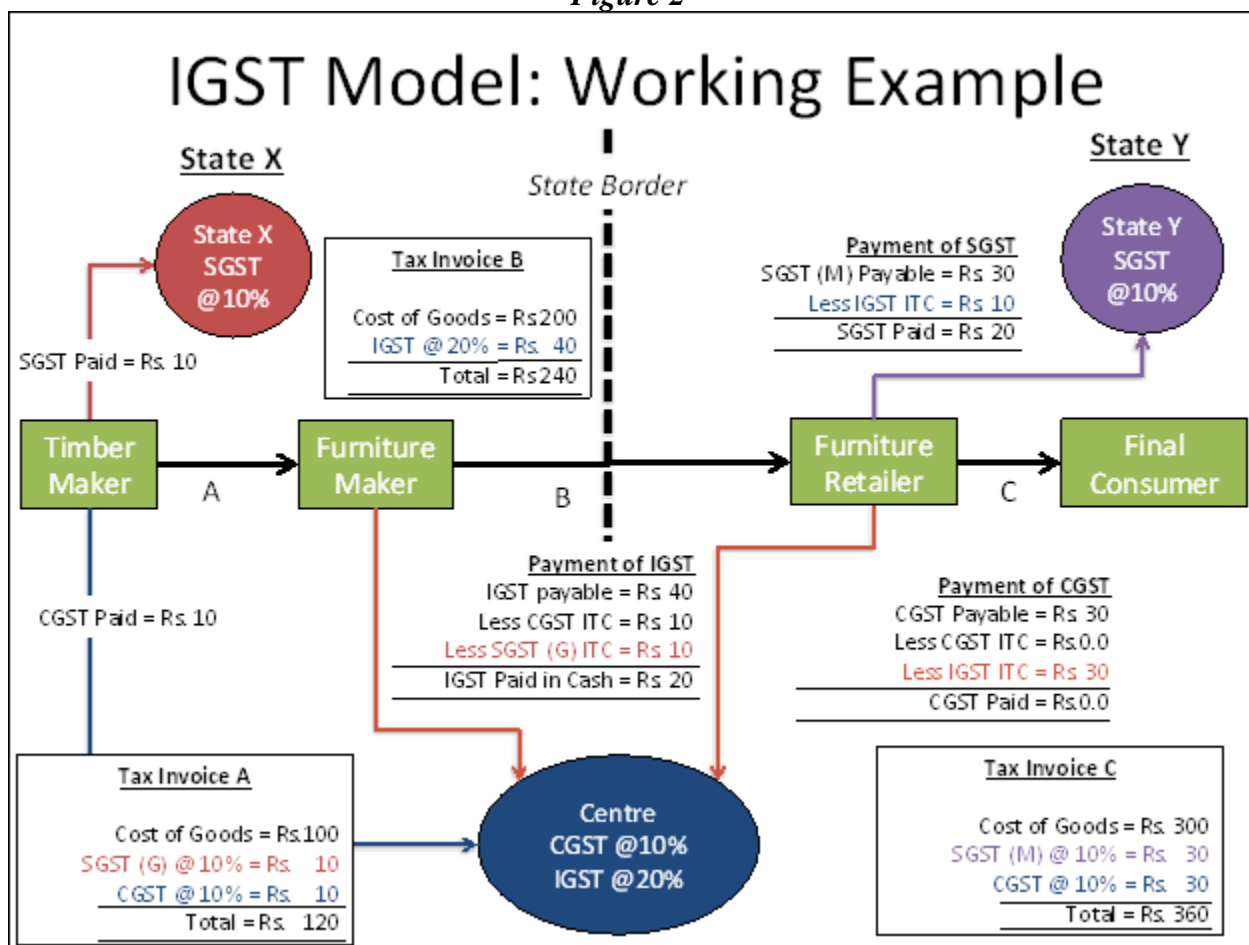 Figure 2
IGST Model: Working Example
State X
State Y
State Border
State X
SGST
@10%
State Y
SGST
@10%
Tax Invoice B
Cost of Goods = Rs.200
IGST @ 20% = Rs. 40
Total = Rs.240
Payment of SGST
SGST (M) Payable = Rs. 30
Less IGST ITC = Rs. 10
SGST Paid = Rs. 20
SGST Paid = Rs. 10
Timber
Maker
A
Furniture
Maker
B
Furniture
Retailer
C
Final
Consumer
CGST Paid = Rs. 10
Payment of IGST
IGST payable = Rs. 40
Less CGST ITC = Rs. 10
Less SGST (G) ITC = Rs. 10
IGST Paid in Cash = Rs. 20
Payment of CGST
CGST Payable = Rs. 30
Less CGST ITC = Rs.0.0
Less IGST ITC = Rs. 30
CGST Paid = Rs.0.0
Tax Invoice A
Cost of Goods = Rs.100
SGST (G) @ 10% = Rs. 10
CGST @ 10% = Rs. 10
Total = Rs. 120
Centre
CGST @10%
IGST @20%
Tax Invoice C
Cost of Goods = Rs. 300
SGST (M) @ 10% = Rs. 30
CGST @ 10% = Rs. 30
Total = Rs. 360